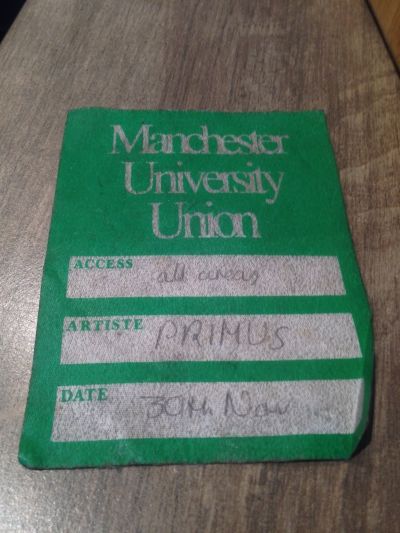 Manchester
University
Union
ACCESS all areas
ARTISTE PRIMUS
DATE 30th Nov